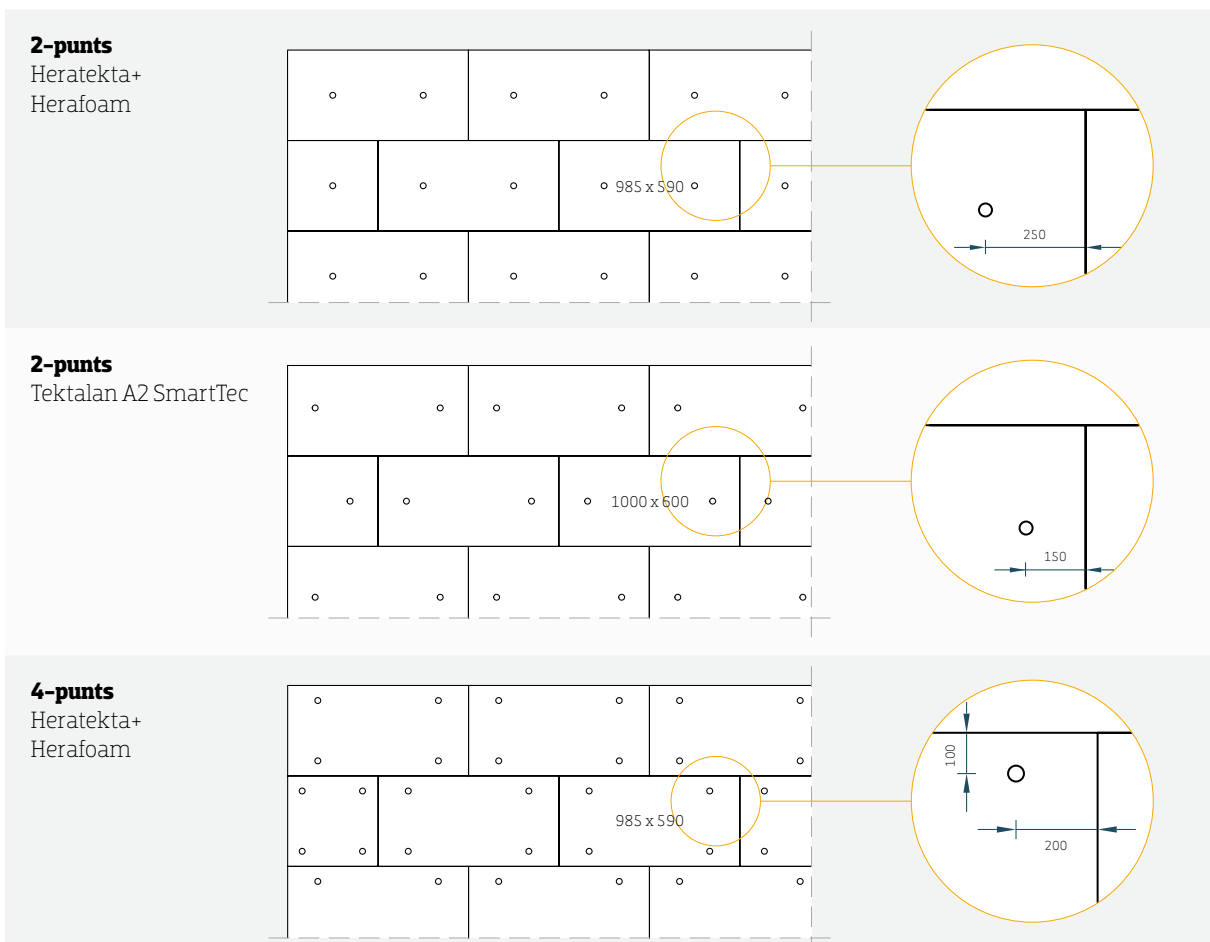 2-punts
Heratekta+
Herafoam
985 x 590
250
2-punts
Tektalan A2 SmartTec
1000 x 600
150
4-punts
Heratekta+
Herafoam
985 x 590
100
200